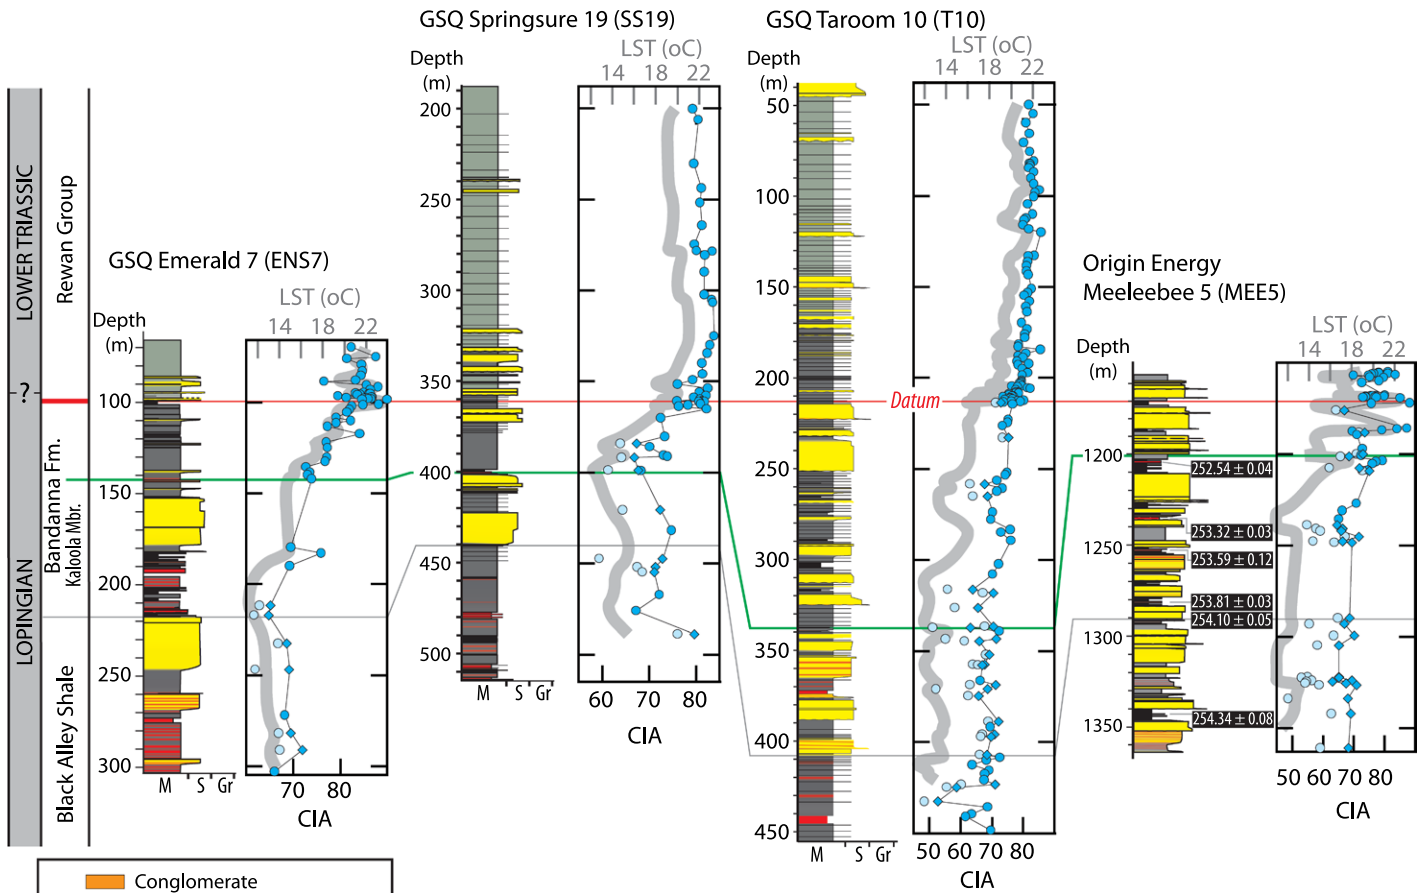 LOWER TRIASSIC
?
LOPINGIAN
Rewan Group
Bandanna Fm.
Kaloola Mbr.
Black Alley Shale
GSQ Emerald 7 (ENS7)
LST (oC)
14 18 22
Depth
(m)
100
150
200
250
300
M S Gr
70 80
CIA
GSQ Springsure 19 (SS19)
LST (oC)
14 18 22
Depth
(m)
200
250
300
350
400
450
500
M S Gr
60 70 80
CIA
GSQ Taroom 10 (T10)
LST (oC)
14 18 22
Depth
(m)
50
100
150
200
250
300
350
400
450
Datum
M S Gr
50 60 70 80
CIA
Origin Energy
Meeleebee 5 (MEE5)
LST (oC)
14 18 22
Depth
(m)
1200
1250
1300
1350
252.54 ± 0.04
253.32 ± 0.03
253.59 ± 0.12
253.81 ± 0.03
254.10 ± 0.05
254.34 ± 0.08
50 60 70 80
CIA
Conglomerate